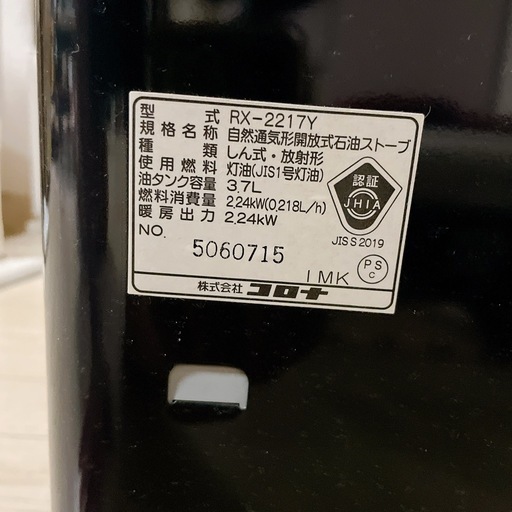 型式 RX-2217Y
規格名称 自然通気形開放式石油ストーブ
種類 しん式・放射形
使用燃料 灯油(JIS1号灯油)
油タンク容量 3.7L
燃料消費量 2.24kW(0.218L/h)
暖房出力 2.24kW
認証
JHIA
JIS S 2019
NO. 5060715
1MK
PS
C
株式会社 コロナ